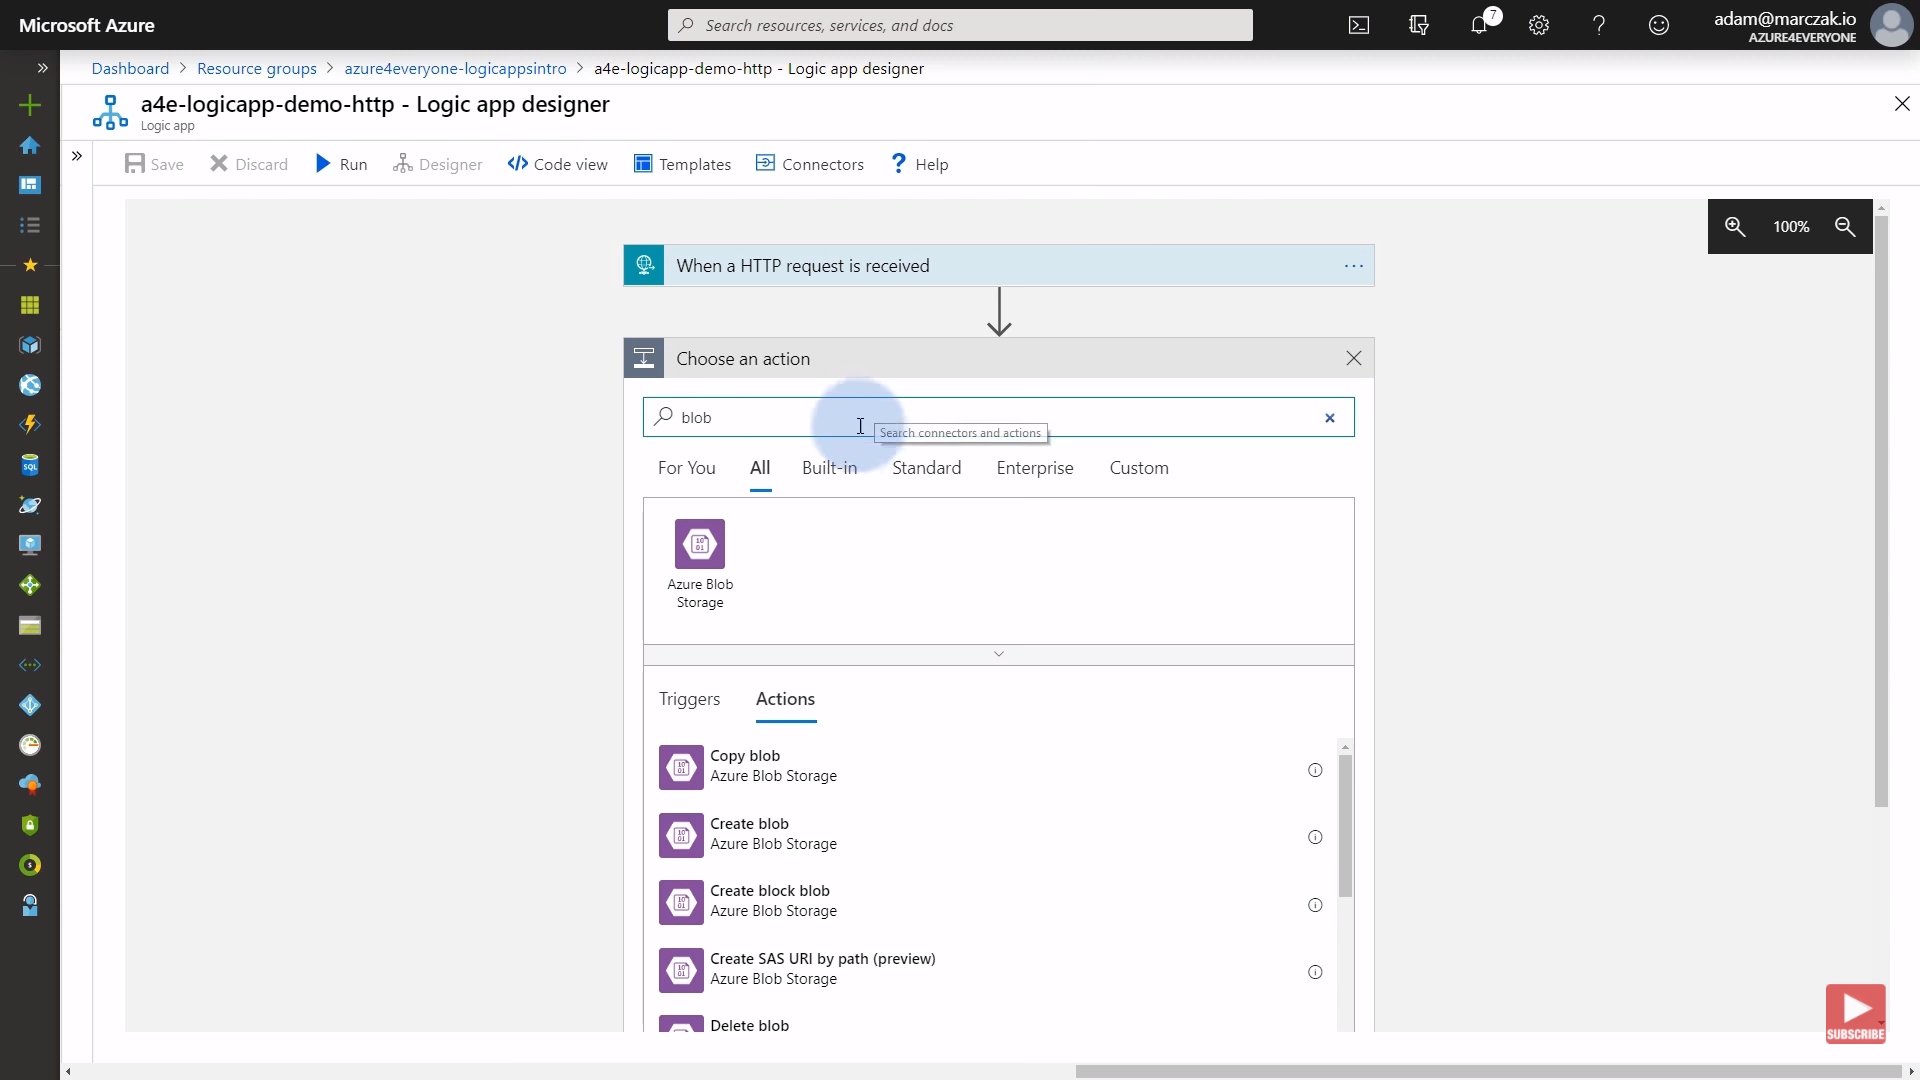 Microsoft Azure
Search resources, services, and docs
7
adam@marczak.io
AZURE4EVERYONE
Dashboard > Resource groups > azure4everyone-logicappsintro > a4e-logicapp-demo-http - Logic app designer
a4e-logicapp-demo-http - Logic app designer
Logic app
Save
Discard
Run
Designer
Code view
Templates
Connectors
Help
100%
When a HTTP request is received
Choose an action
blob
Search connectors and actions
For You
All
Built-in
Standard
Enterprise
Custom
Azure Blob
Storage
Triggers
Actions
Copy blob
Azure Blob Storage
Create blob
Azure Blob Storage
Create block blob
Azure Blob Storage
Create SAS URI by path (preview)
Azure Blob Storage
Delete blob
SQL
SUBSCRIBE